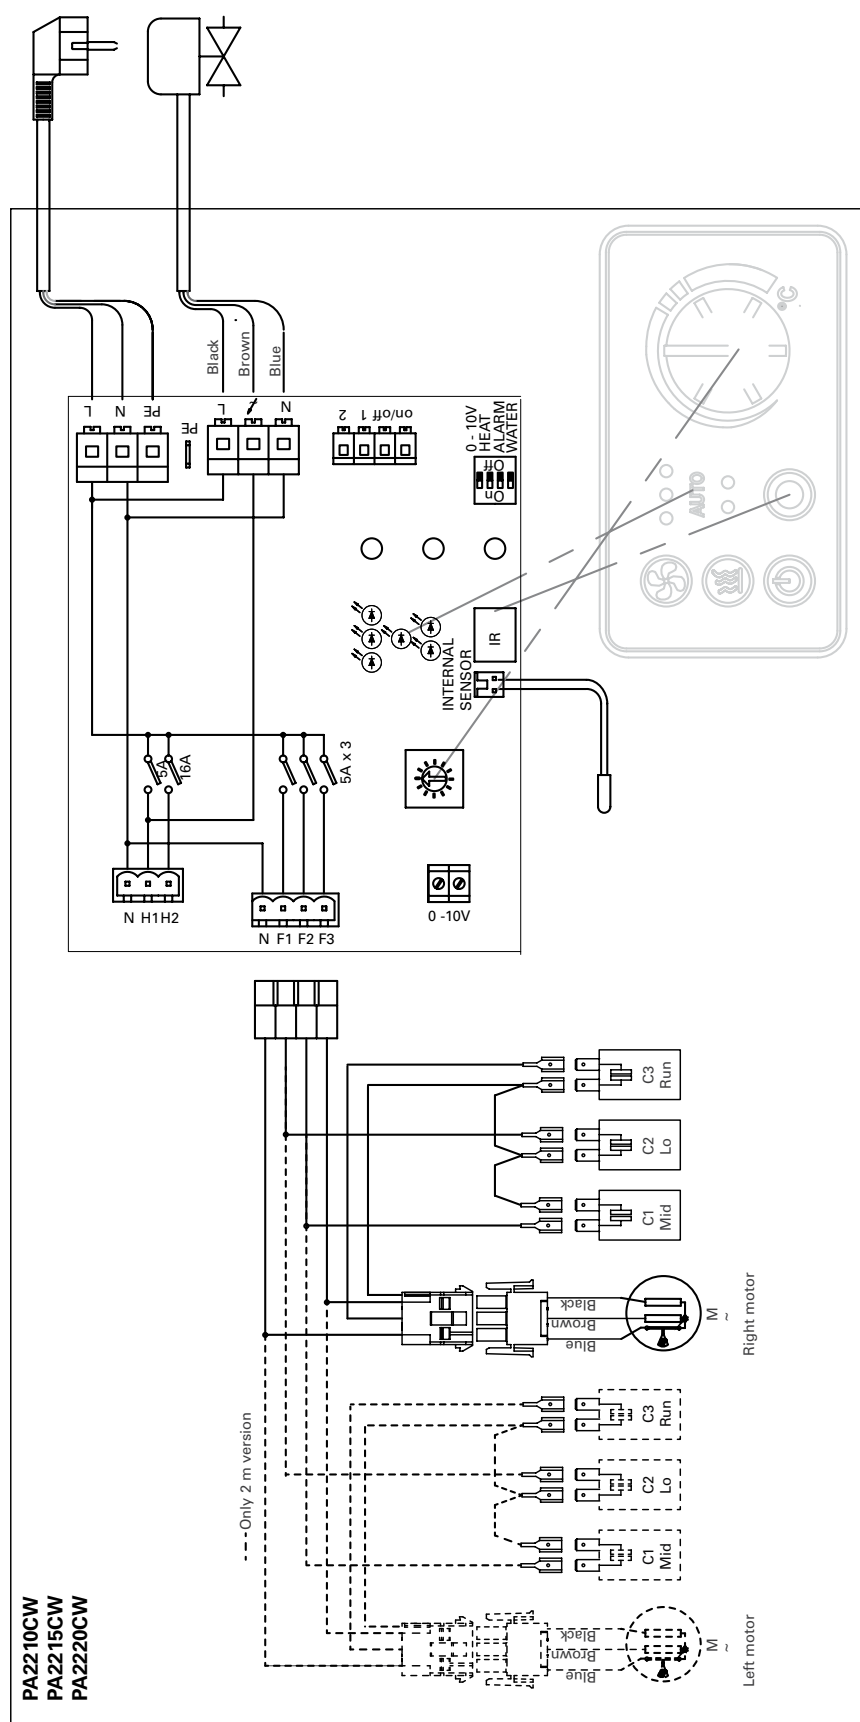 Black
Brown
Blue
L
N
PE
PE
L
N
2
1
on/off
0 - 10V
HEAT
ALARM
WATER
Off
On
°C
AUTO
IR
INTERNAL
SENSOR
5A
16A
5A x 3
N H1 H2
N F1 F2 F3
0 -10V
C3
Run
C2
Lo
C1
Mid
Black
Brown
Blue
M
~
Right motor
C3
Run
C2
Lo
C1
Mid
Only 2 m version
Black
Brown
Blue
M
~
Left motor
PA2210CW
PA2215CW
PA2220CW